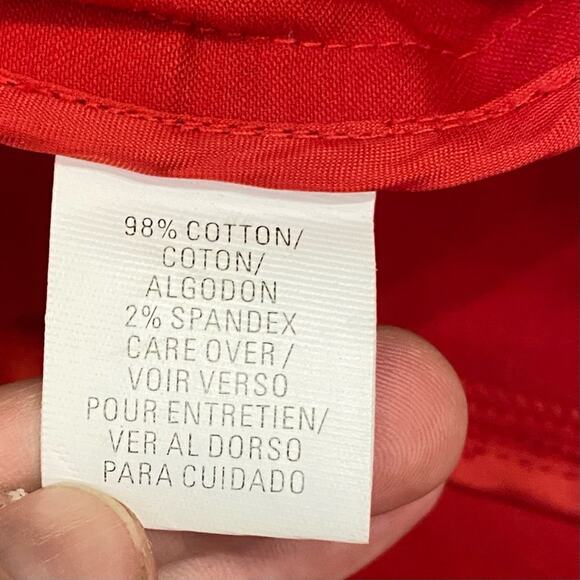 98% COTTON/
COTON/
ALGODON
2% SPANDEX
CARE OVER /
VOIR VERSO
POUR ENTRETIEN/
VER AL DORSO
PARA CUIDADO